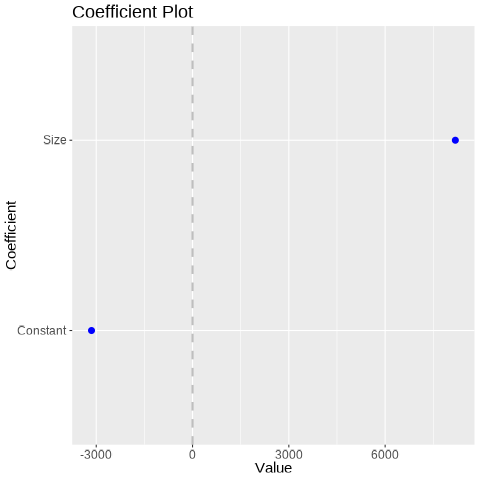 Coefficient Plot
Coefficient
Size
Constant
-3000 0 3000 6000
Value